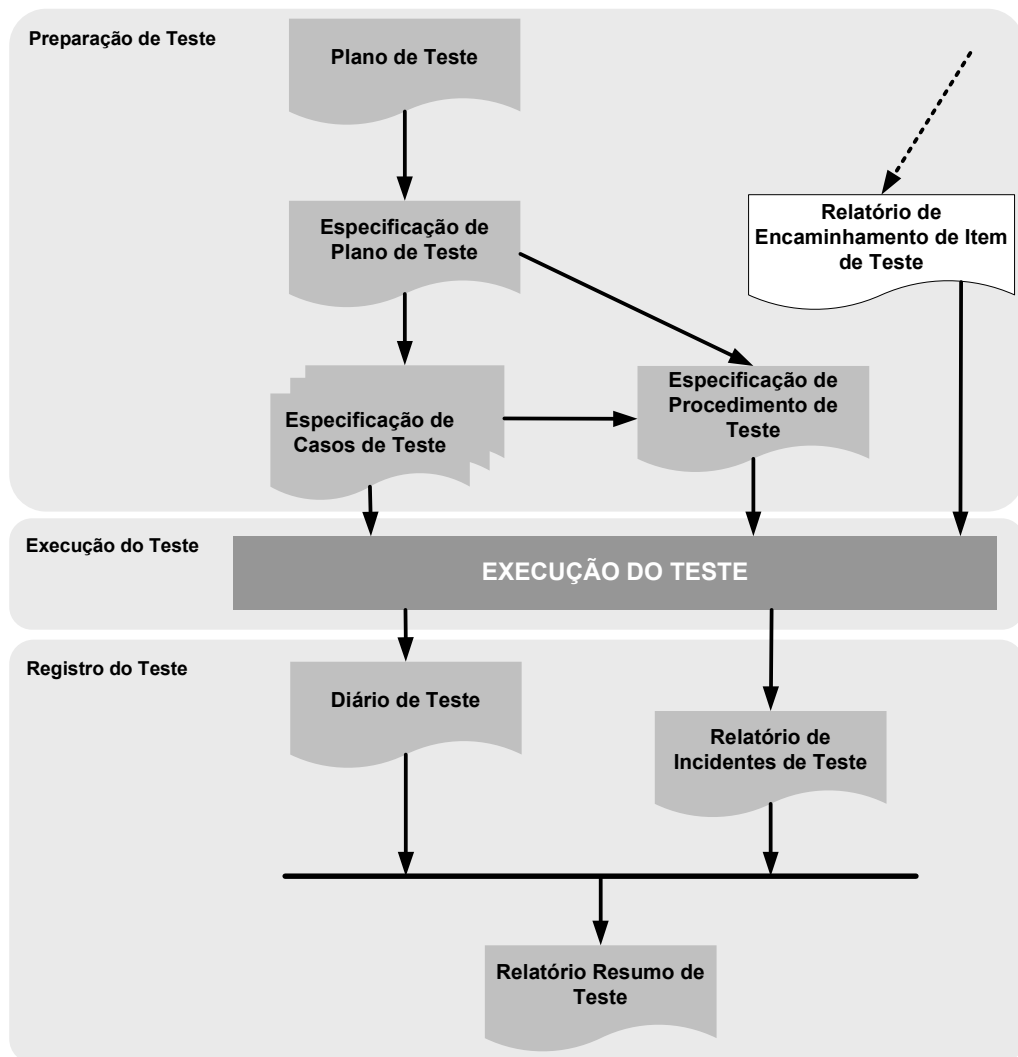 Preparação de Teste
Plano de Teste
Especificação de
Plano de Teste
Relatório de
Encaminhamento de Item
de Teste
Especificação de
Casos de Teste
Especificação de
Procedimento de
Teste
Execução do Teste
EXECUÇÃO DO TESTE
Registro do Teste
Diário de Teste
Relatório de
Incidentes de Teste
Relatório Resumo de
Teste